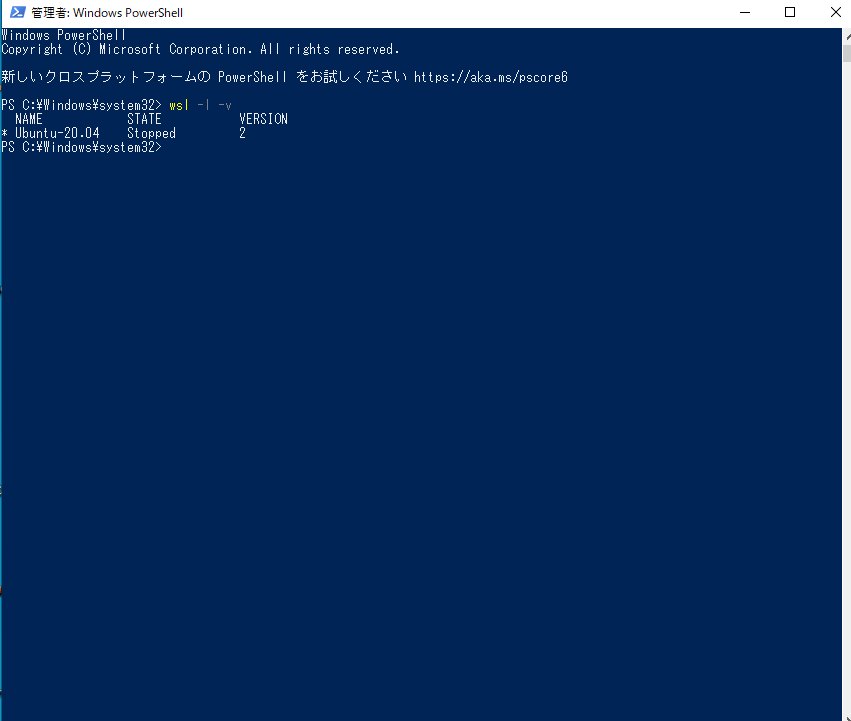 管理者: Windows PowerShell
Windows PowerShell
Copyright (C) Microsoft Corporation. All rights reserved.
新しいクロスプラットフォームの PowerShell をお試しください https://aka.ms/pscore6
PS C:¥Windows¥system32> wsl -l -v
  NAME            STATE           VERSION
* Ubuntu-20.04    Stopped         2
PS C:¥Windows¥system32>